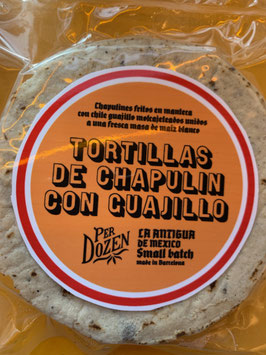 Chapulines fritos en manteca
con chile guajillo molcajeteados unidos
a una fresca masa de maiz blanco
TORTILLAS
DE CHAPULIN
CON GUAJILLO
PER
DOZEN
LA ANTIGUA
DE MEXICO
Small batch
made in Barcelona